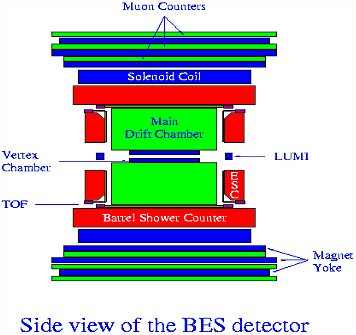 Muon Counters
Solenoid Coil
Main
Drift Chamber
Vertex
Chamber
LUMI
ESC
TOF
Barrel Shower Counter
Magnet
Yoke
Side view of the BES detector